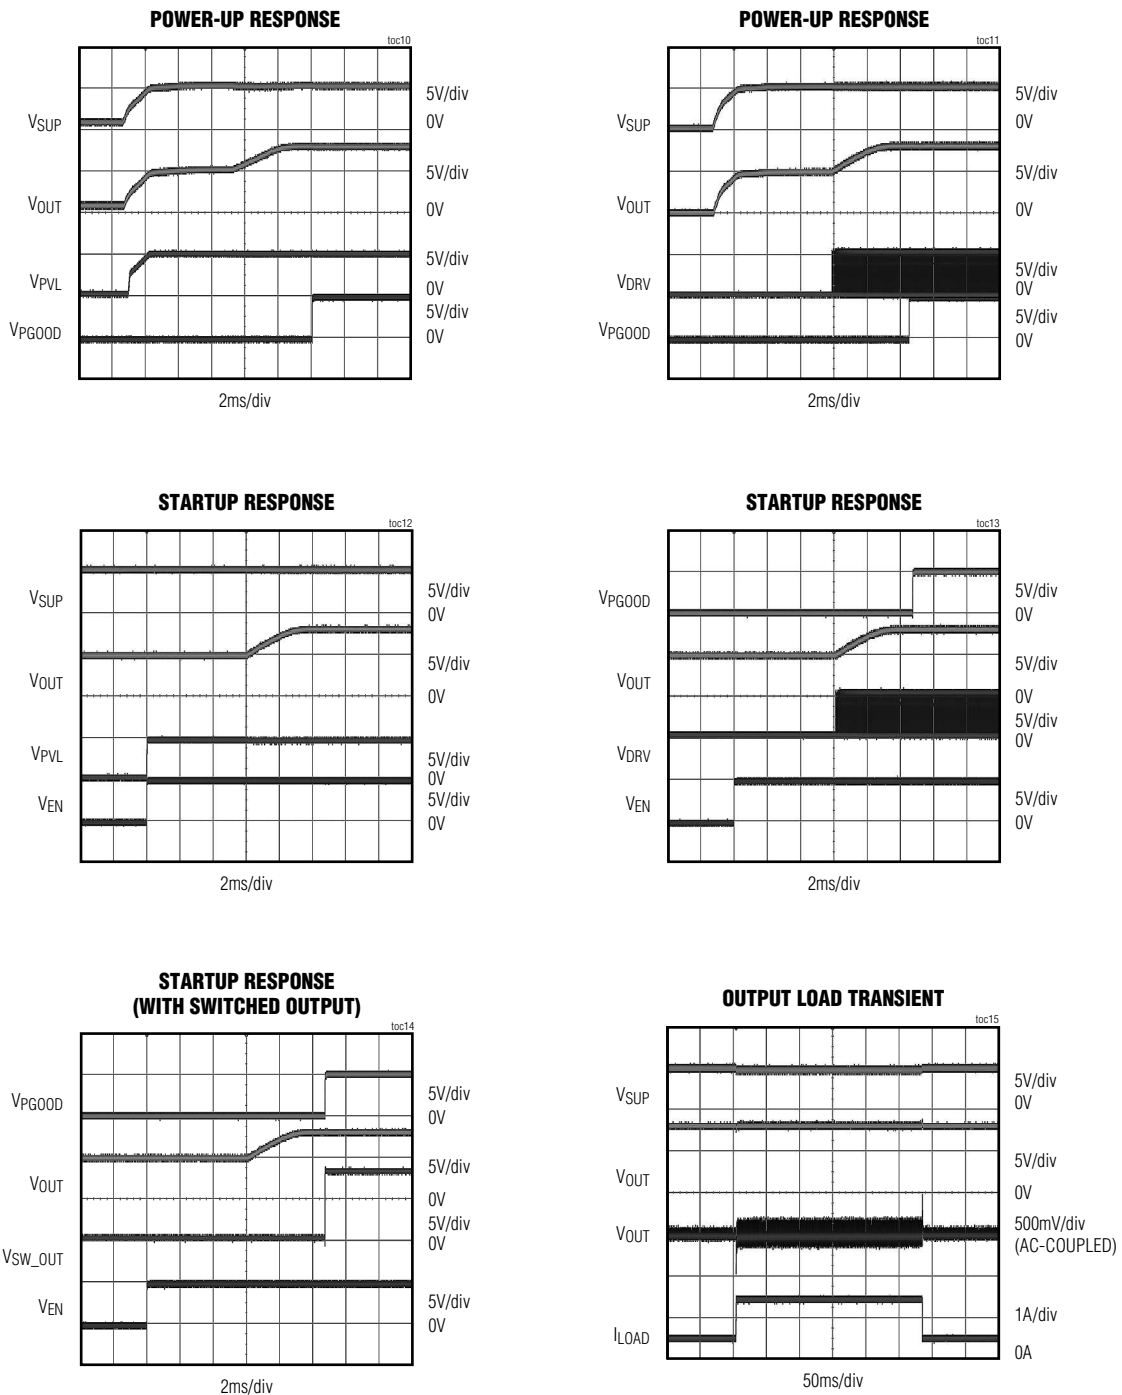 POWER-UP RESPONSE
toc10
VSUP
5V/div
0V
VOUT
5V/div
0V
VPVL
5V/div
0V
VPGOOD
5V/div
0V
2ms/div
POWER-UP RESPONSE
toc11
VSUP
5V/div
0V
VOUT
5V/div
0V
VDRV
5V/div
0V
VPGOOD
5V/div
0V
2ms/div
STARTUP RESPONSE
toc12
VSUP
5V/div
0V
VOUT
5V/div
0V
VPVL
5V/div
0V
VEN
5V/div
0V
2ms/div
STARTUP RESPONSE
toc13
VPGOOD
5V/div
0V
VOUT
5V/div
0V
VDRV
5V/div
0V
VEN
5V/div
0V
2ms/div
STARTUP RESPONSE
(WITH SWITCHED OUTPUT)
toc14
VPGOOD
5V/div
0V
VOUT
5V/div
0V
VSW_OUT
5V/div
0V
VEN
5V/div
0V
2ms/div
OUTPUT LOAD TRANSIENT
toc15
VSUP
5V/div
0V
VOUT
5V/div
0V
VOUT
500mV/div
(AC-COUPLED)
ILOAD
1A/div
0A
50ms/div